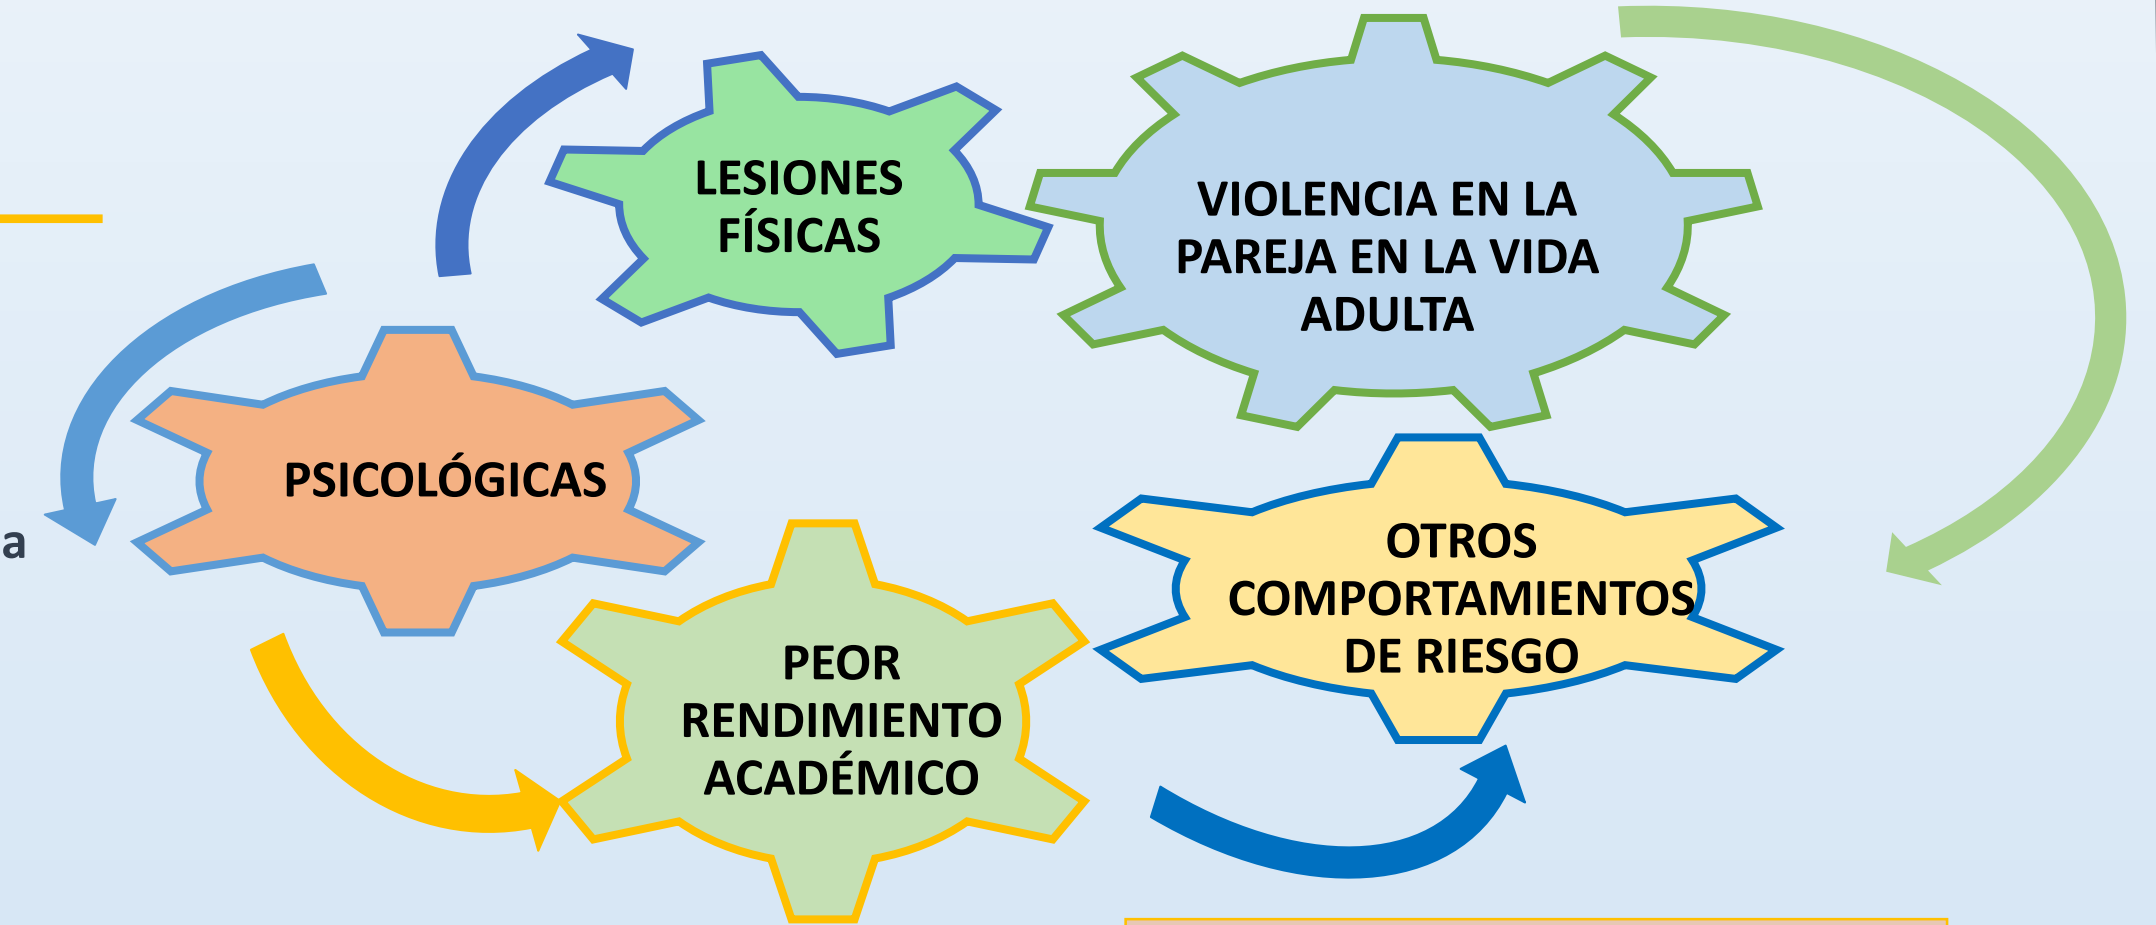 LESIONES
FÍSICAS
VIOLENCIA EN LA
PAREJA EN LA VIDA
ADULTA
PSICOLÓGICAS
a
OTROS
COMPORTAMIENTOS
DE RIESGO
PEOR
RENDIMIENTO
ACADÉMICO